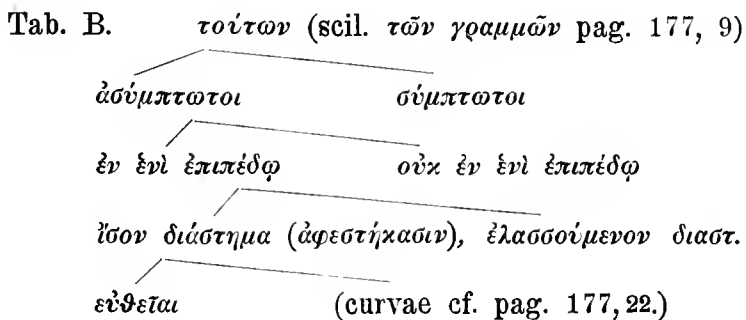 Tab. B. τούτων (scil. τῶν γραμμῶν pag. 177, 9)
ἀσύμπτωτοι σύμπτωτοι
ἐν ἑνὶ ἐπιπέδῳ οὐκ ἐν ἑνὶ ἐπιπέδῳ
ἴσον διάστημα (ἀφεστήκασιν), ἐλασσούμενον διαστ.
εὐθεῖαι (curvae cf. pag. 177, 22.)